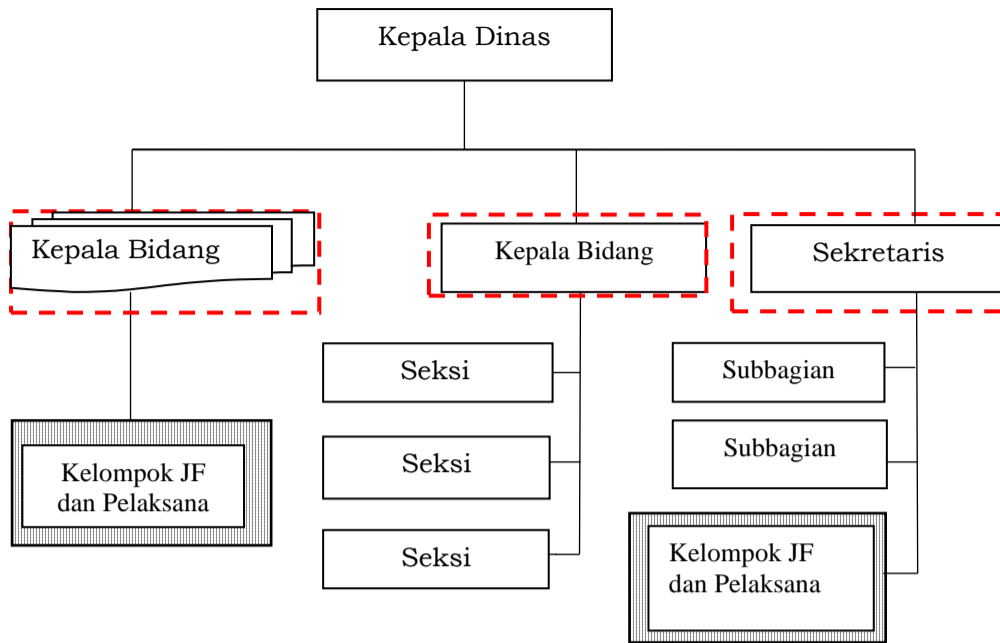 Kepala Dinas
Kepala Bidang
Kepala Bidang
Sekretaris
Seksi
Subbagian
Seksi
Subbagian
Kelompok JF
dan Pelaksana
Seksi
Kelompok JF
dan Pelaksana